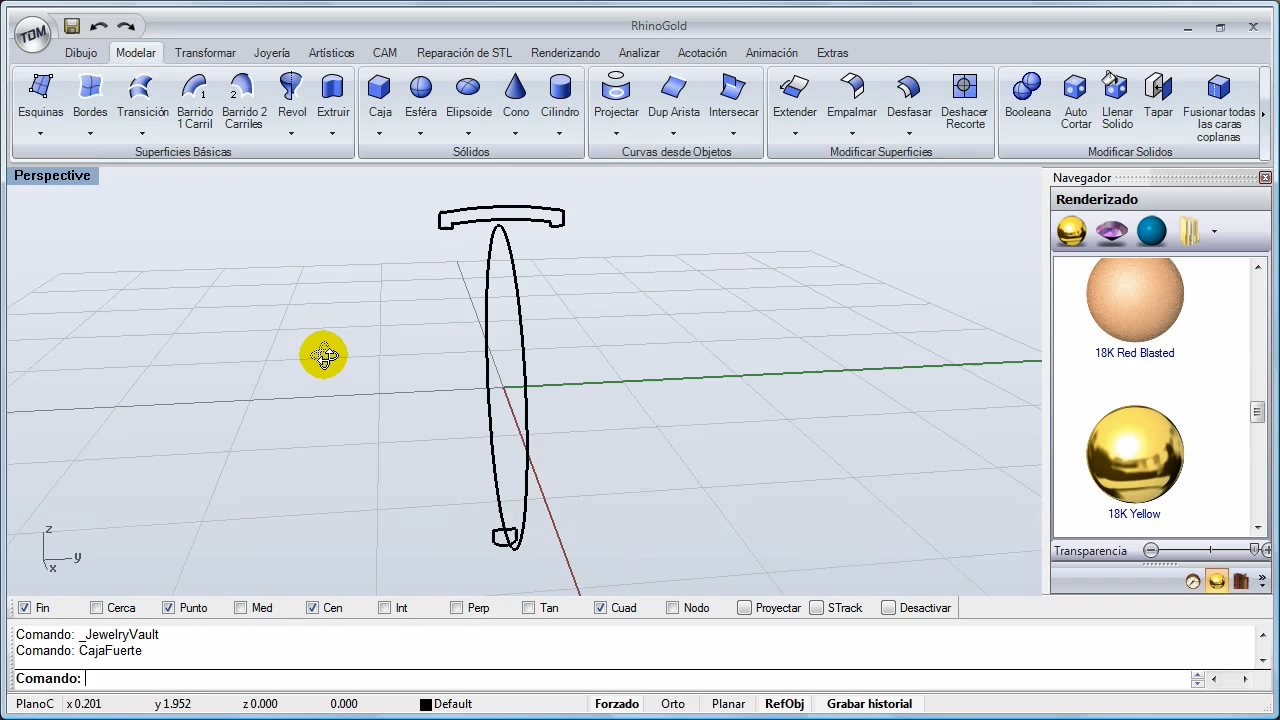 RhinoGold
TDM
Dibujo Modelar Transformar Joyería Artísticos CAM Reparación de STL Renderizando Analizar Acotación Animación Extras
Esquinas Bordes Transición Barrido 1 Carril Barrido 2 Carriles Revol Extruir
Superficies Básicas
Caja Esféra Elipsoide Cono Cilindro
Sólidos
Projectar Dup Arista Intersecar
Curvas desde Objetos
Extender Empalmar Desfasar Deshacer Recorte
Modificar Superficies
Booleana Auto Cortar Llenar Solido Tapar Fusionar todas las caras coplanas
Modificar Solidos
Perspective
z
y
x
Navegador
Renderizado
18K Red Blasted
18K Yellow
Transparencia
Fin Cerca Punto Med Cen Int Perp Tan Cuad Nodo Proyectar STrack Desactivar
Comando: _JewelryVault
Comando: CajaFuerte
Comando:
PlanoC x 0.201 y 1.952 z 0.000 0.000 Default Forzado Orto Planar RefObj Grabar historial